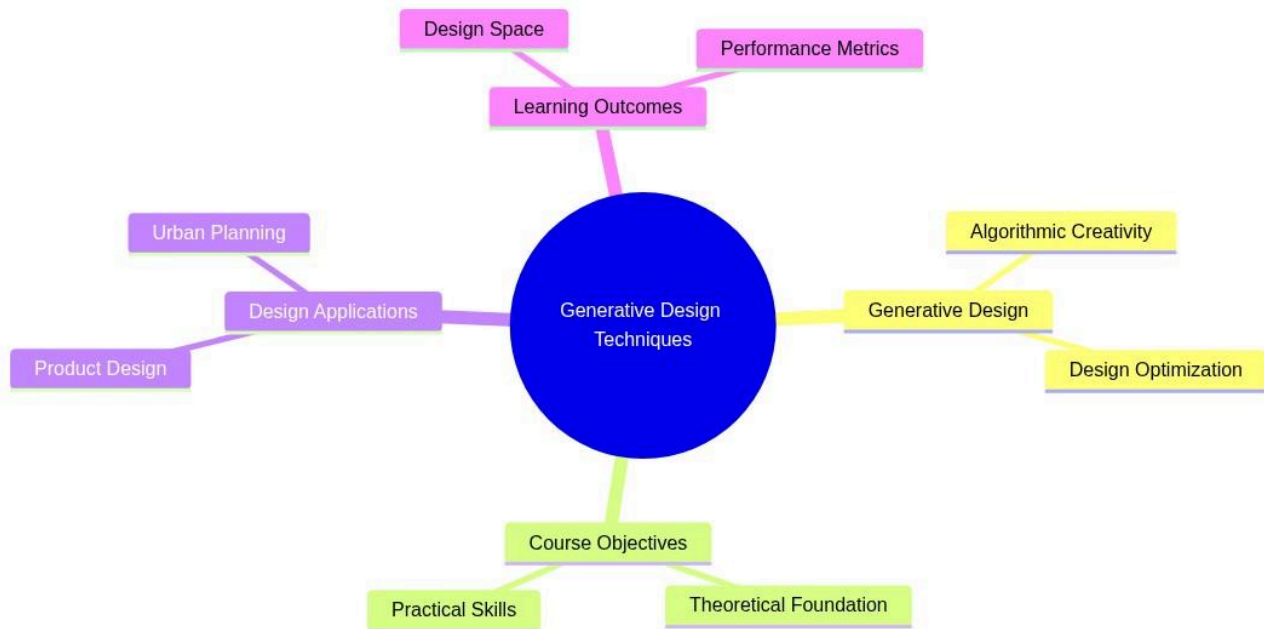 Design Space
Performance Metrics
Learning Outcomes
Urban Planning
Algorithmic Creativity
Design Applications
Generative Design
Techniques
Generative Design
Product Design
Design Optimization
Course Objectives
Practical Skills
Theoretical Foundation